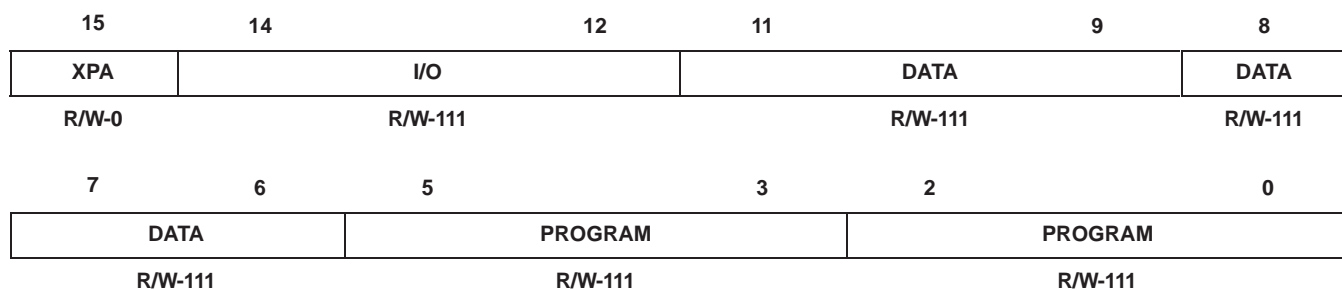 15 14 12 11 9 8
XPA I/O DATA DATA
R/W-0 R/W-111 R/W-111 R/W-111
7 6 5 3 2 0
DATA PROGRAM PROGRAM
R/W-111 R/W-111 R/W-111